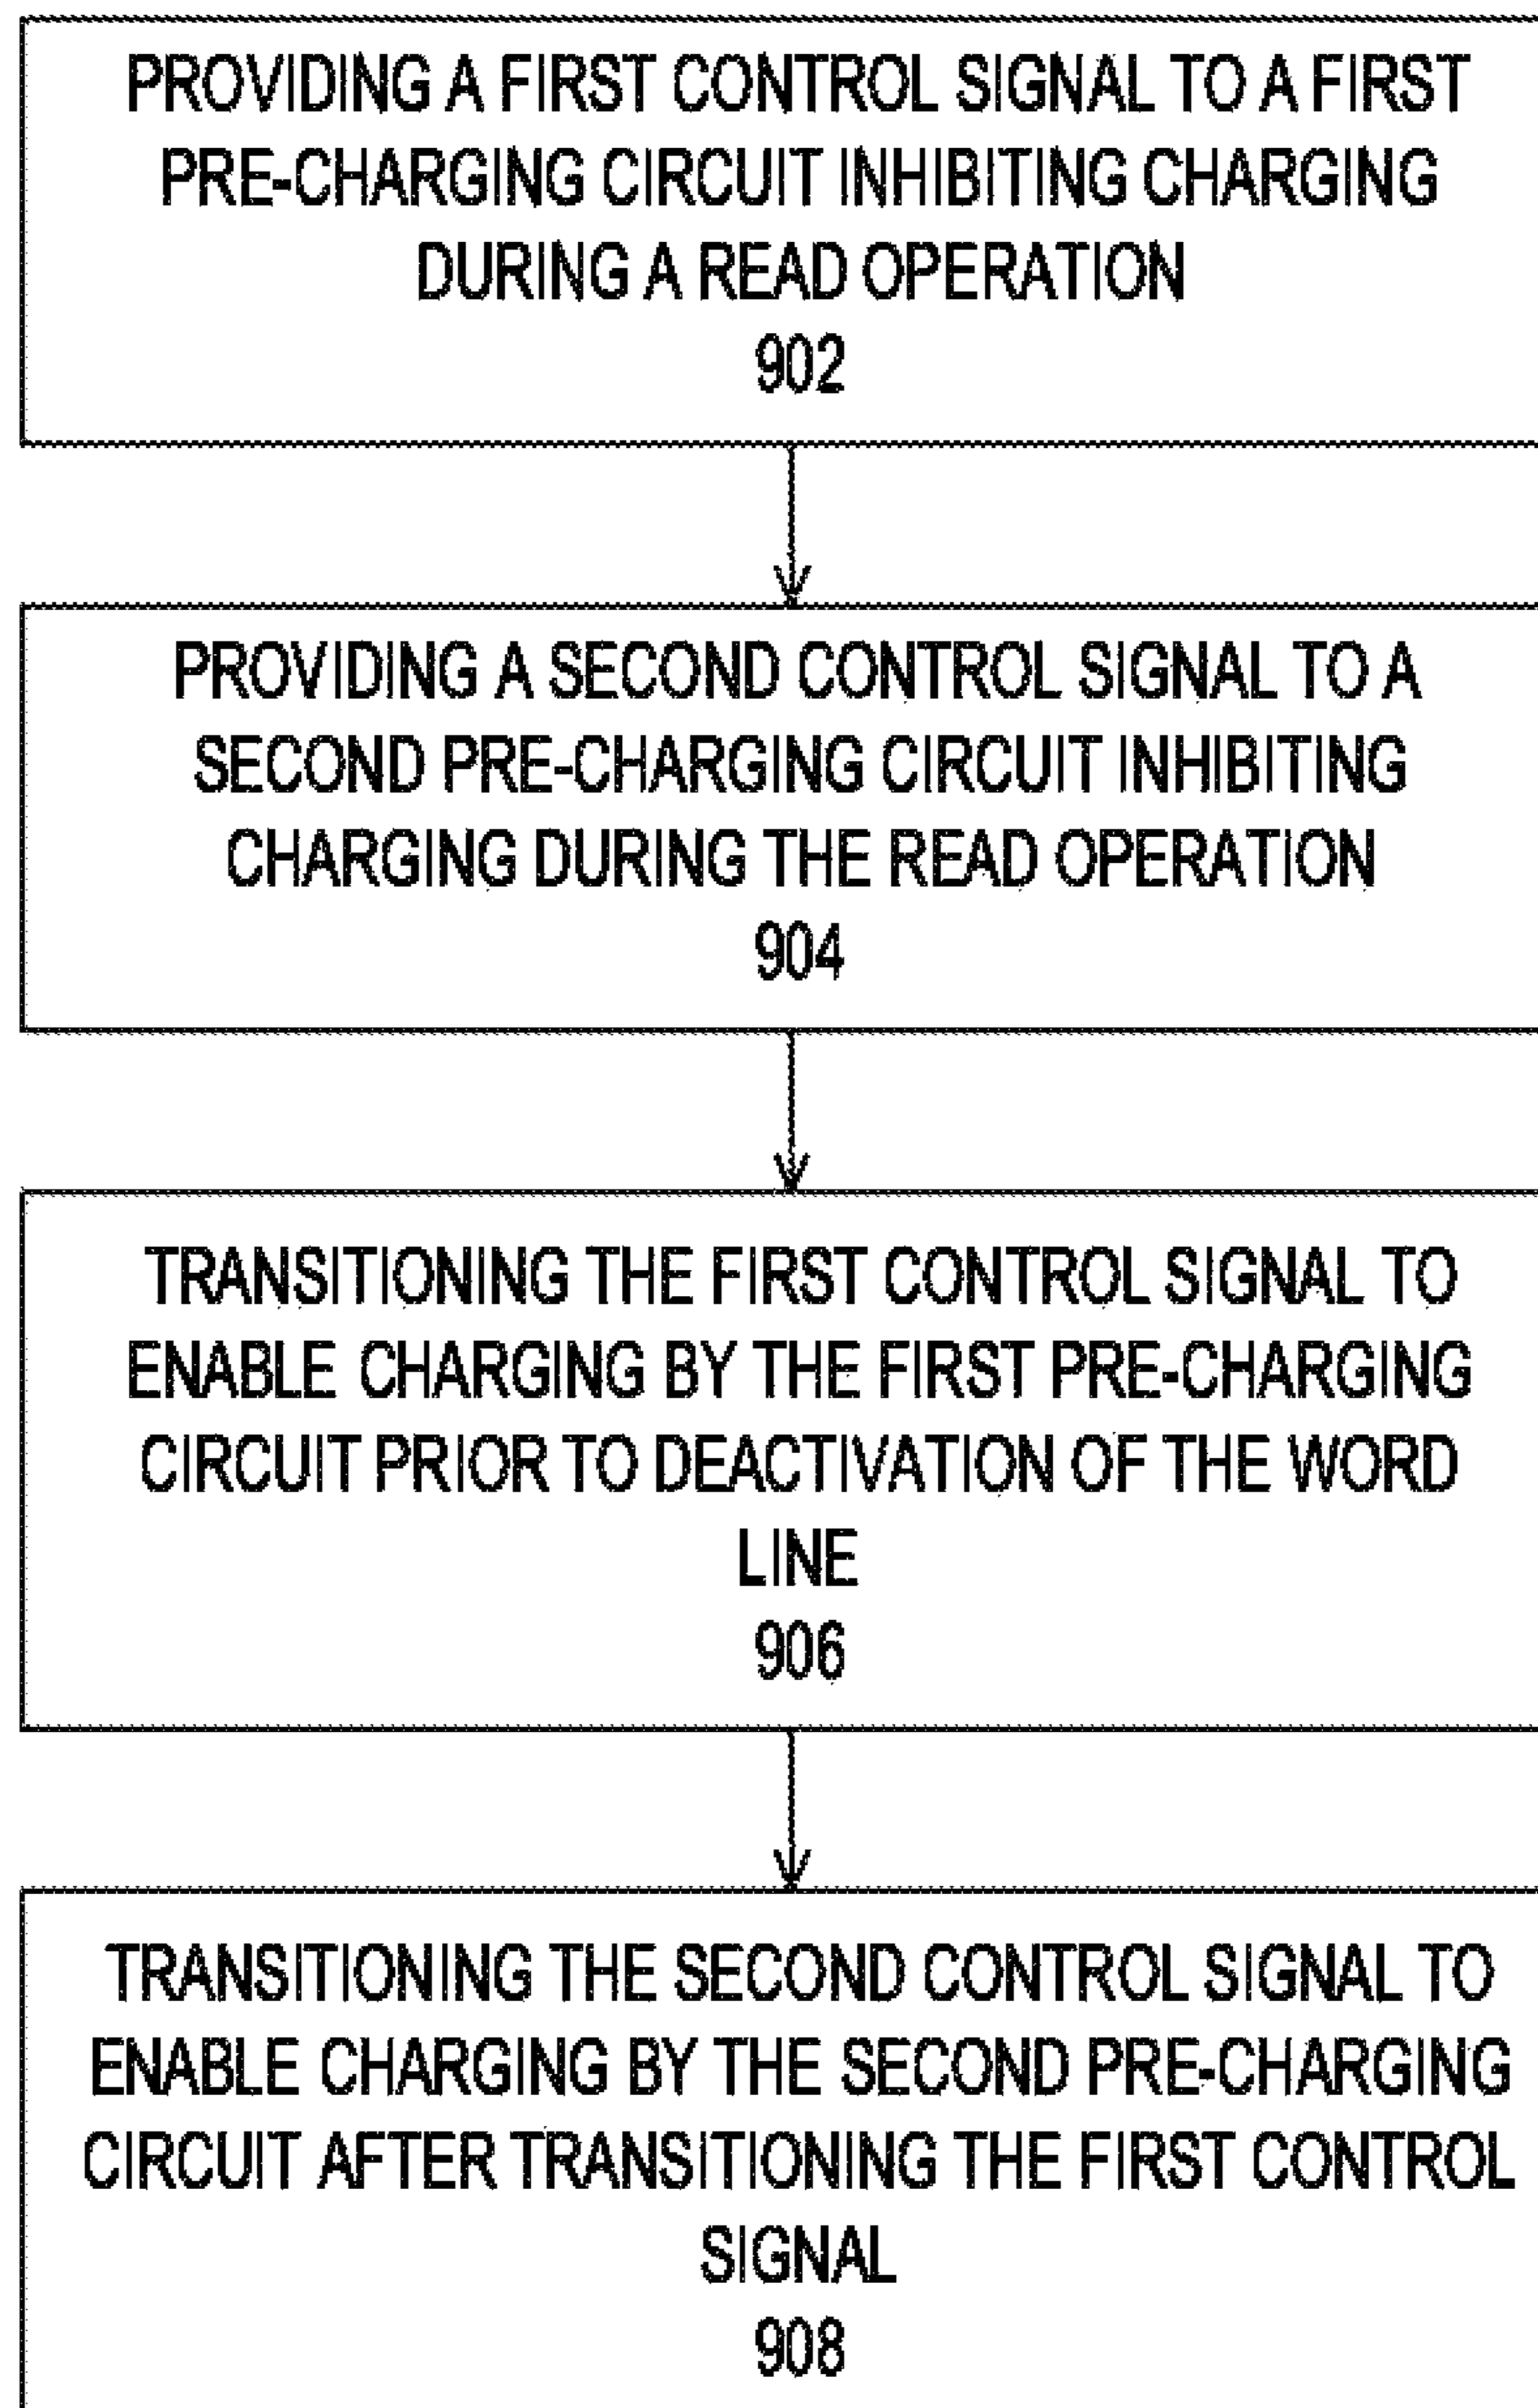 PROVIDING A FIRST CONTROL SIGNAL TO A FIRST
PRE-CHARGING CIRCUIT INHIBITING CHARGING
DURING A READ OPERATION
902
PROVIDING A SECOND CONTROL SIGNAL TO A
SECOND PRE-CHARGING CIRCUIT INHIBITING
CHARGING DURING THE READ OPERATION
904
TRANSITIONING THE FIRST CONTROL SIGNAL TO
ENABLE CHARGING BY THE FIRST PRE-CHARGING
CIRCUIT PRIOR TO DEACTIVATION OF THE WORD
LINE
906
TRANSITIONING THE SECOND CONTROL SIGNAL TO
ENABLE CHARGING BY THE SECOND PRE-CHARGING
CIRCUIT AFTER TRANSITIONING THE FIRST CONTROL
SIGNAL
908